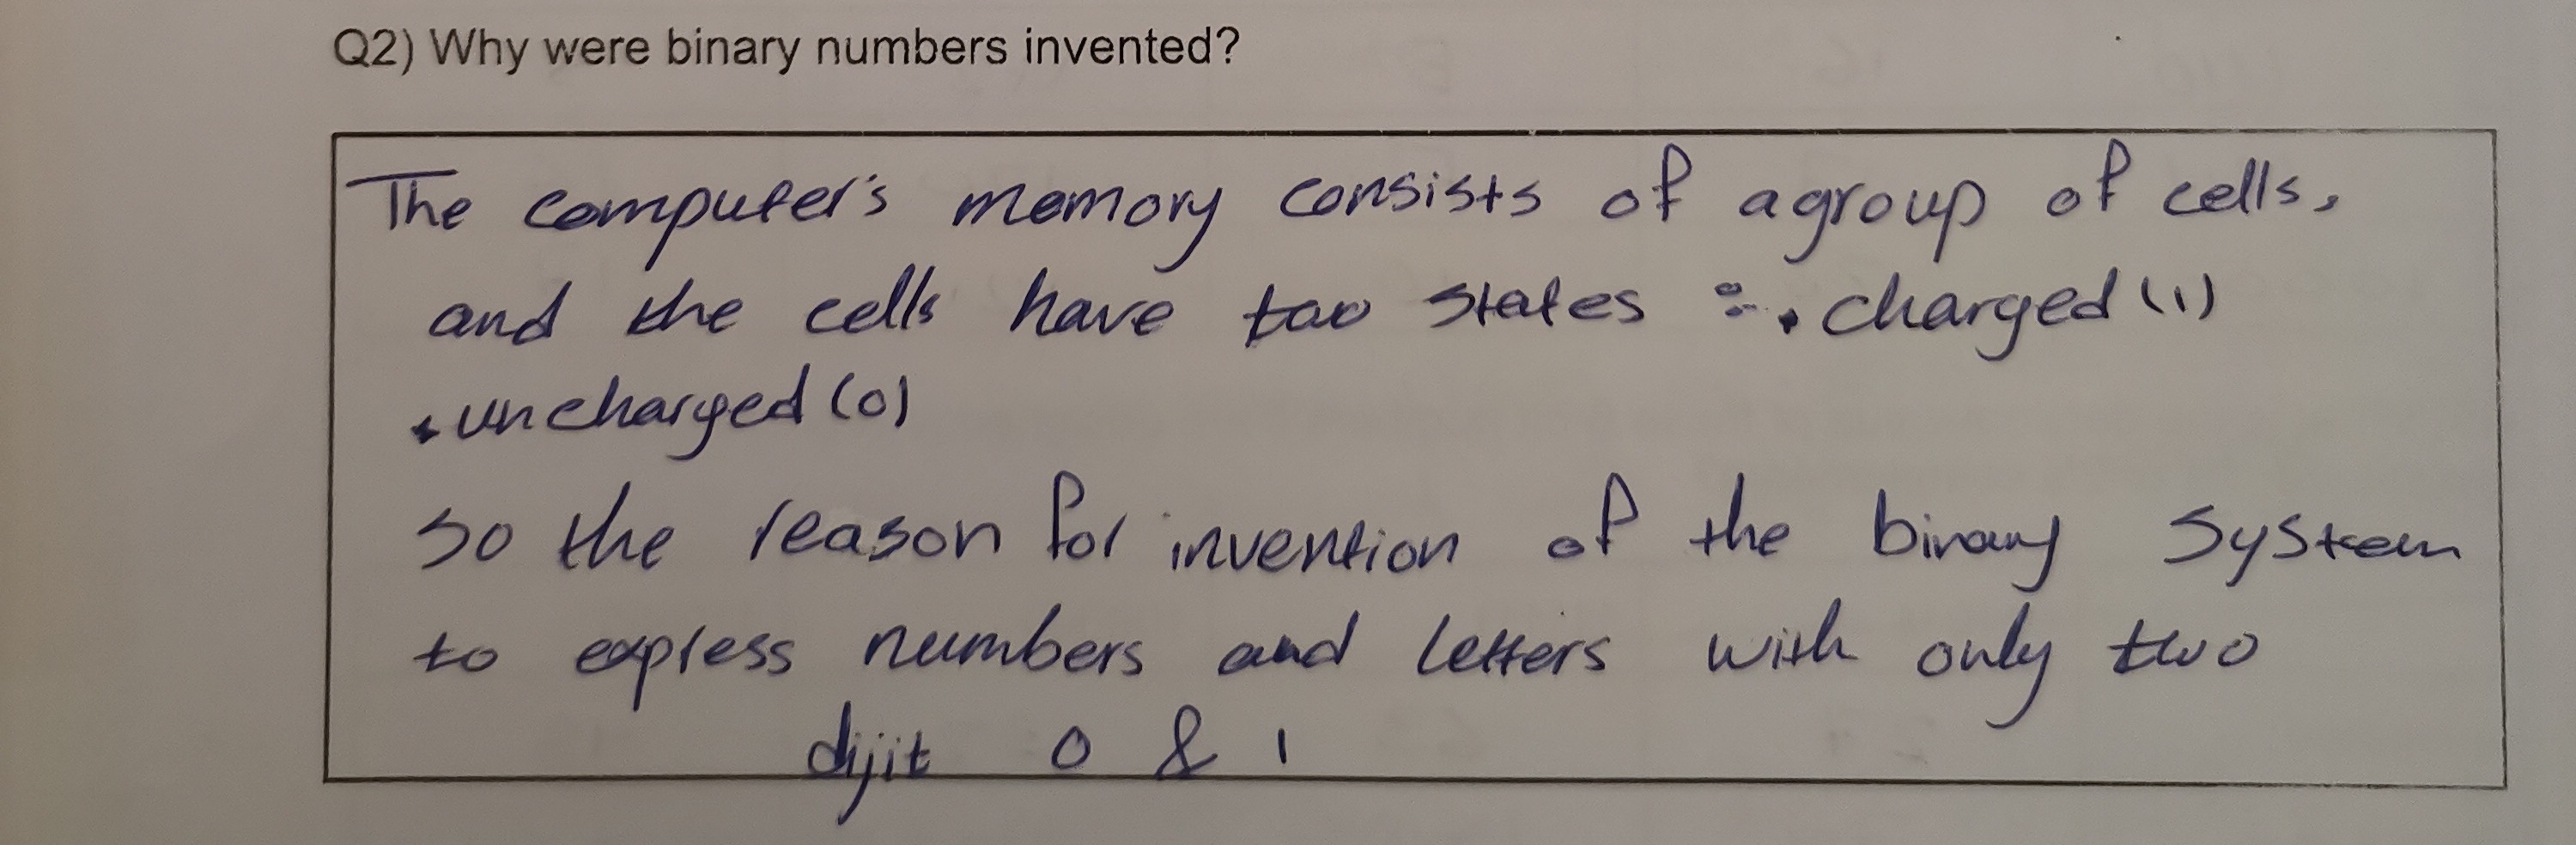 Q2) Why were binary numbers invented?
The computer's memory consists of a group of cells,
and the cells have two states : • charged (1)
• uncharged (0)
so the reason for invention of the binary system
to express numbers and letters with only two
dijit 0 & 1